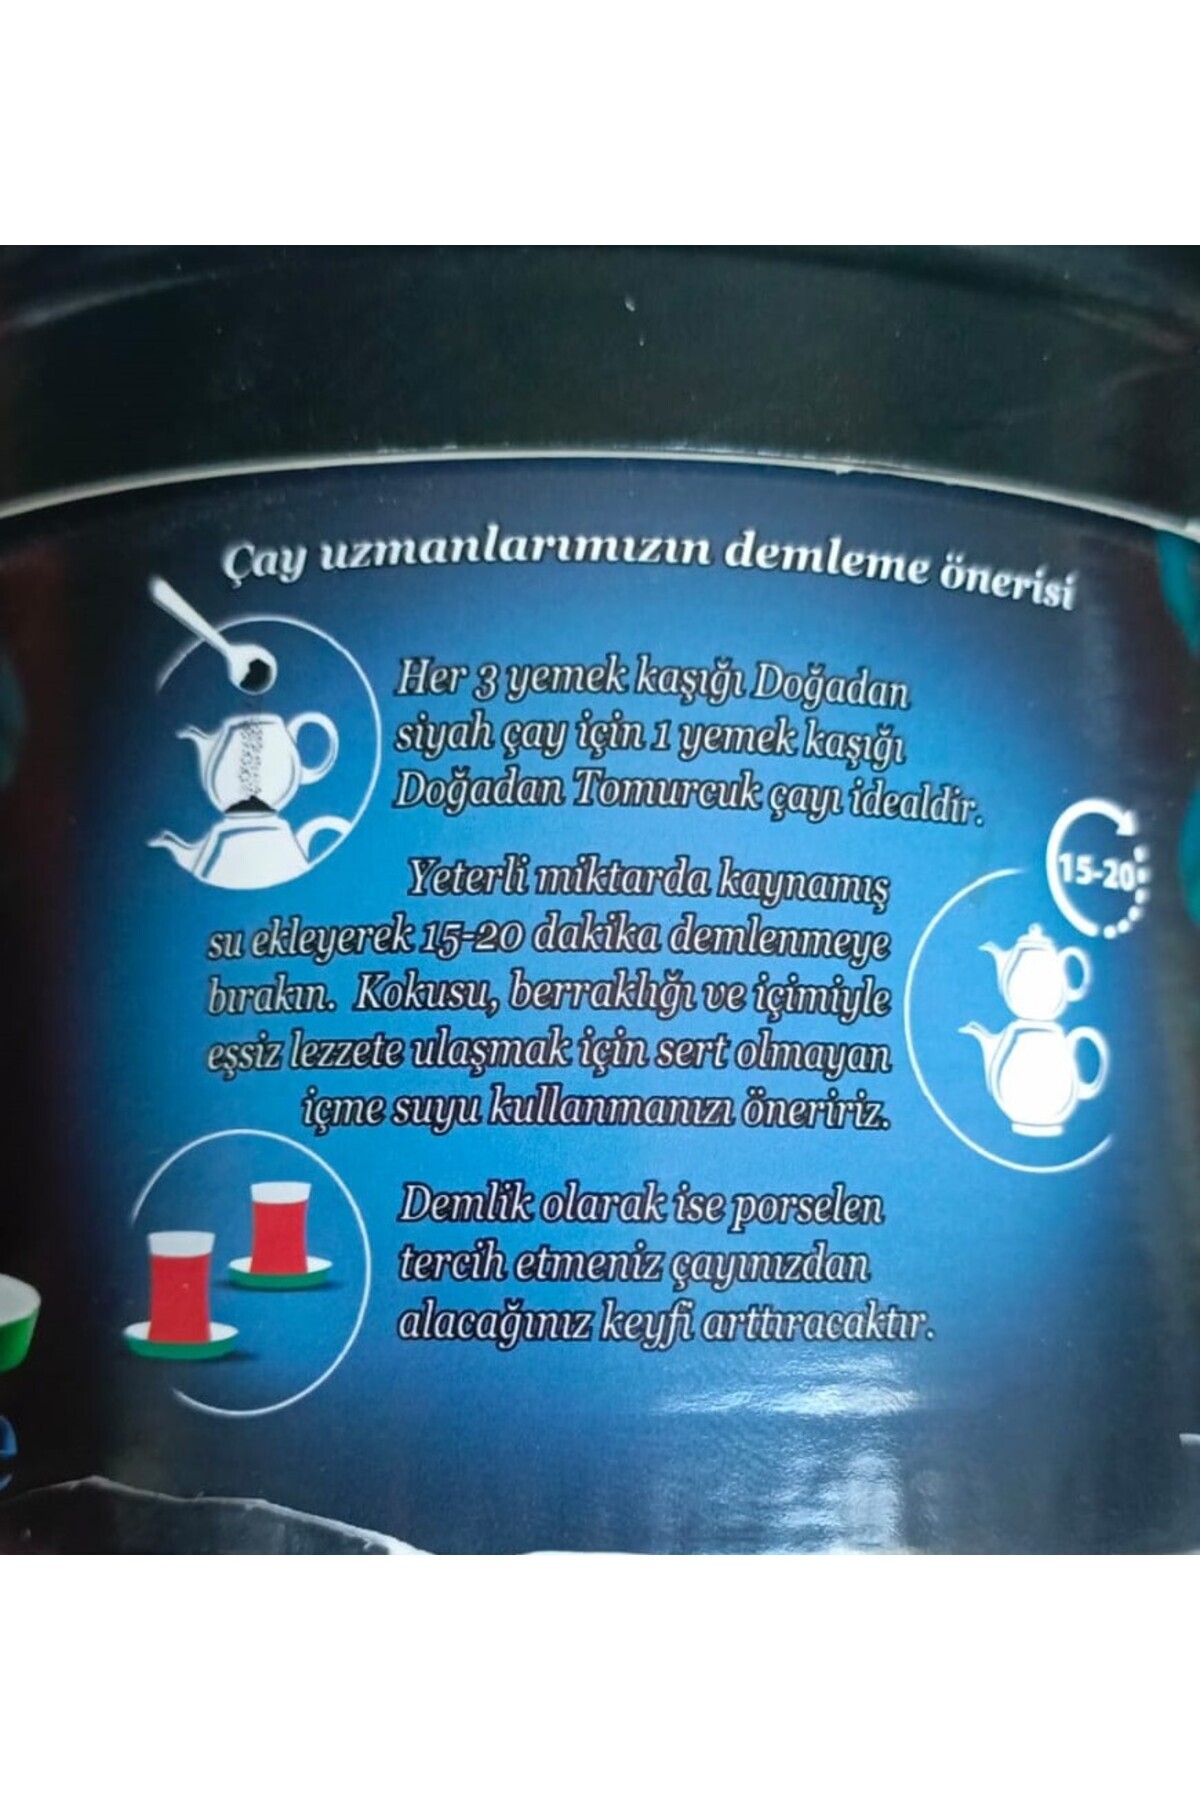 Çay uzmanlarımızın demleme önerisi
Her 3 yemek kaşığı Doğadan
siyah çay için 1 yemek kaşığı
Doğadan Tomurcuk çayı idealdir.
15-20
Yeterli miktarda kaynamış
su ekleyerek 15-20 dakika demlenmeye
bırakın. Kokusu, berraklığı ve içimiyle
eşsiz lezzete ulaşmak için sert olmayan
içme suyu kullanmanızı öneririz.
Demlik olarak ise porselen
tercih etmeniz çayınızdan
alacağınız keyfi arttıracaktır.